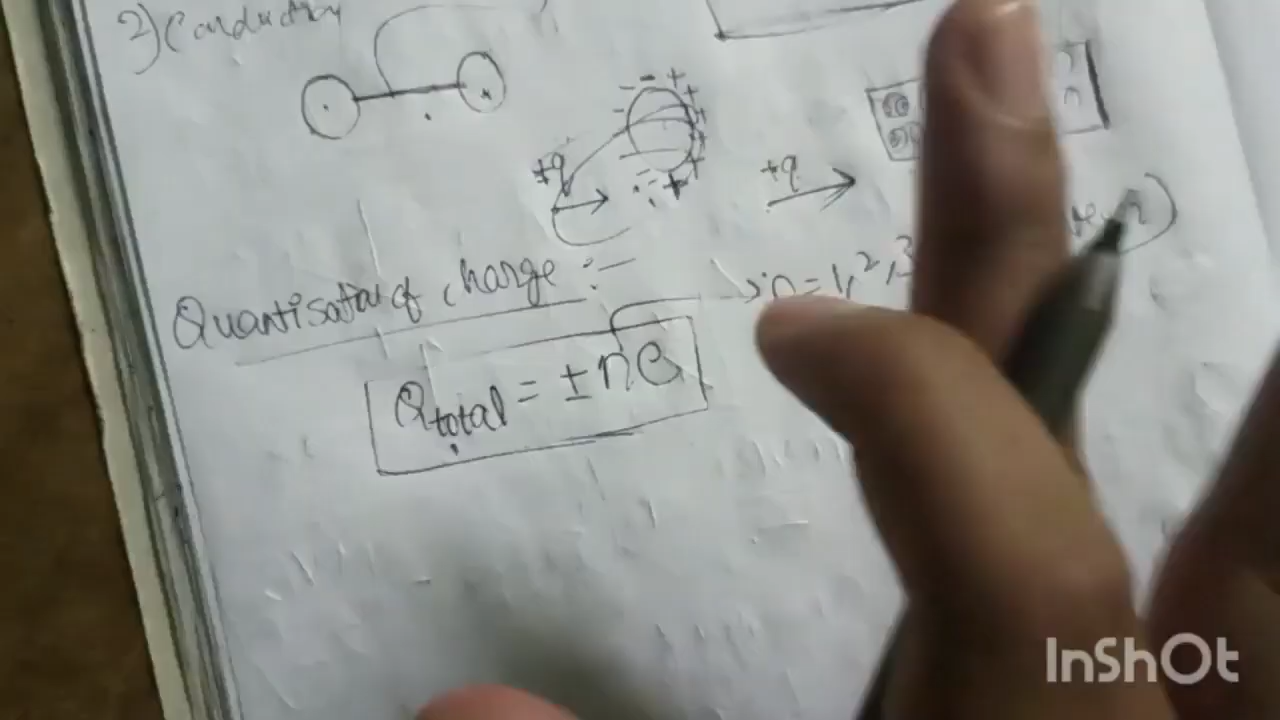 2) Conduction
- +
+q
+q
n
Quantisation of charge :-
n = 1, 2, 3
Qtotal = ± ne
InShOt